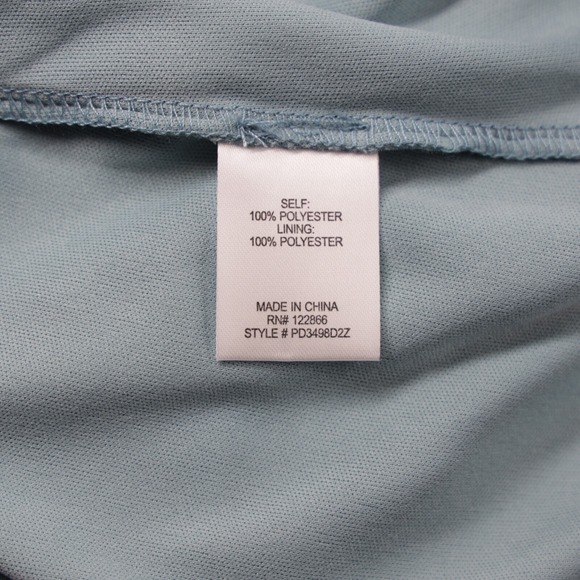 SELF:
100% POLYESTER
LINING:
100% POLYESTER
MADE IN CHINA
RN# 122866
STYLE # PD3498D2Z